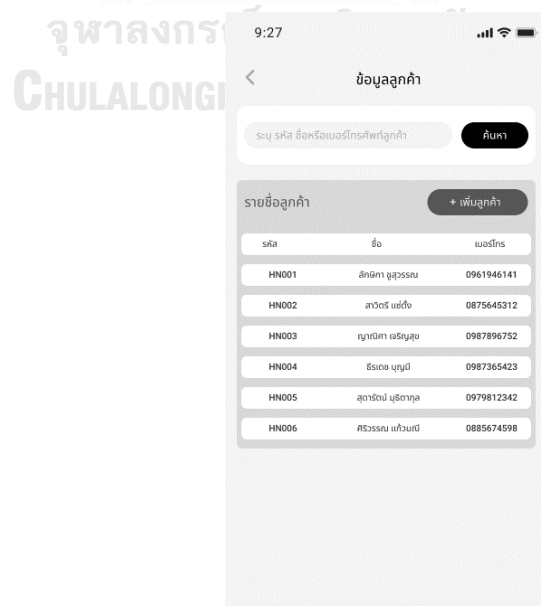 จุฬาลงกร
CHULALONG
9:27
ข้อมูลลูกค้า
ระบุ รหัส ชื่อหรือเบอร์โทรศัพท์ลูกค้า ค้นหา
รายชื่อลูกค้า + เพิ่มลูกค้า
รหัส ชื่อ เบอร์โทร
HN001 ลักษิกา ชูสุวรรณ 0961946141
HN002 สาวิตรี แซ่ตั้ง 0875645312
HN003 ญาณิศา เจริญสุข 0987896752
HN004 ธีรเดช บุญมี 0987365423
HN005 สุดารัตน์ มุธิตากุล 0979812342
HN006 ศิริวรรณ แก้วมณี 0885674598